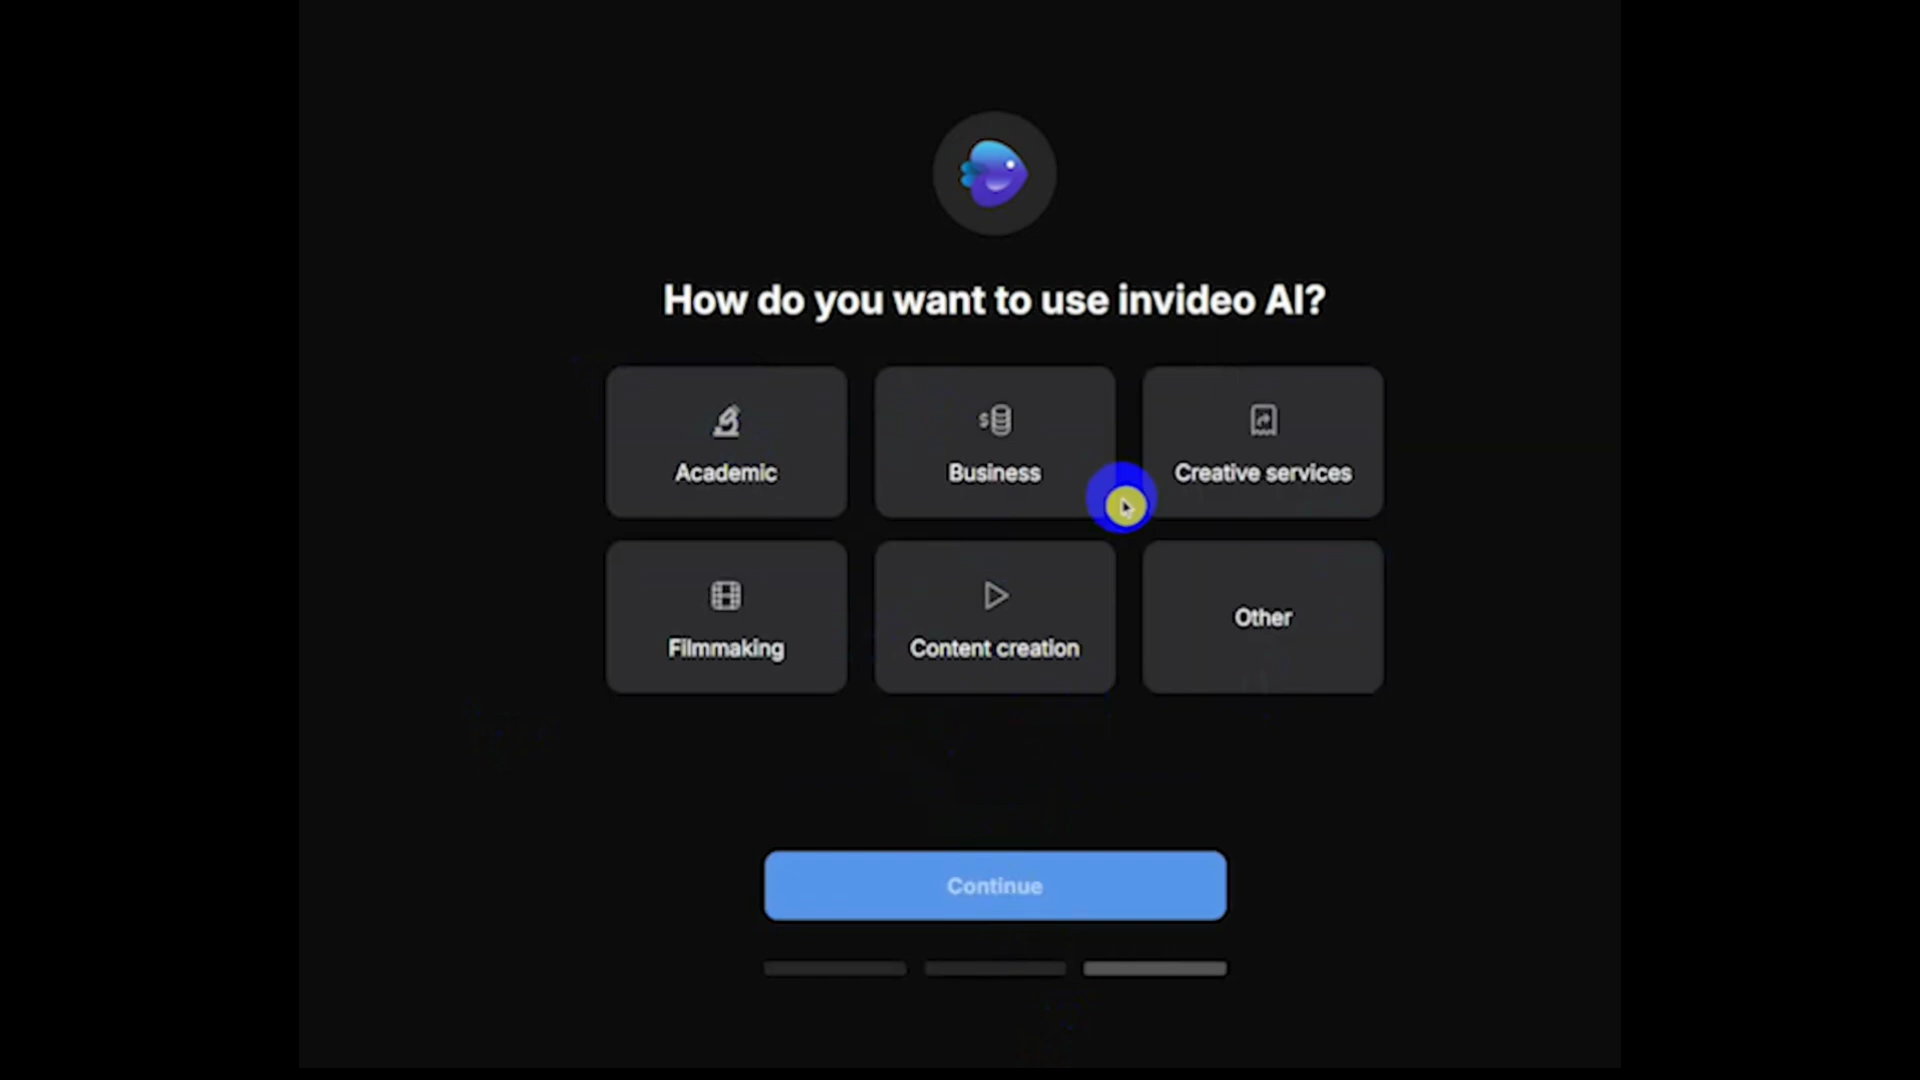 How do you want to use invideo AI?
Academic
Business
Creative services
Filmmaking
Content creation
Other
Continue